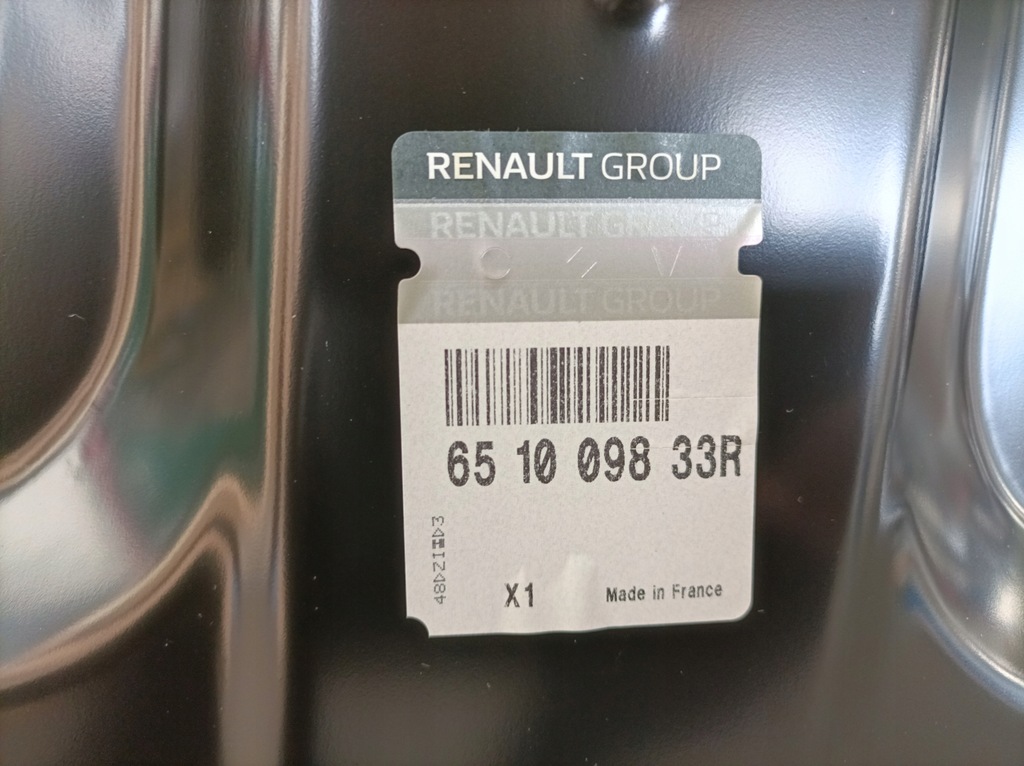 RENAULT GROUP
RENAULT GROUP
RENAULT GROUP
65 10 098 33R
X1
Made in France